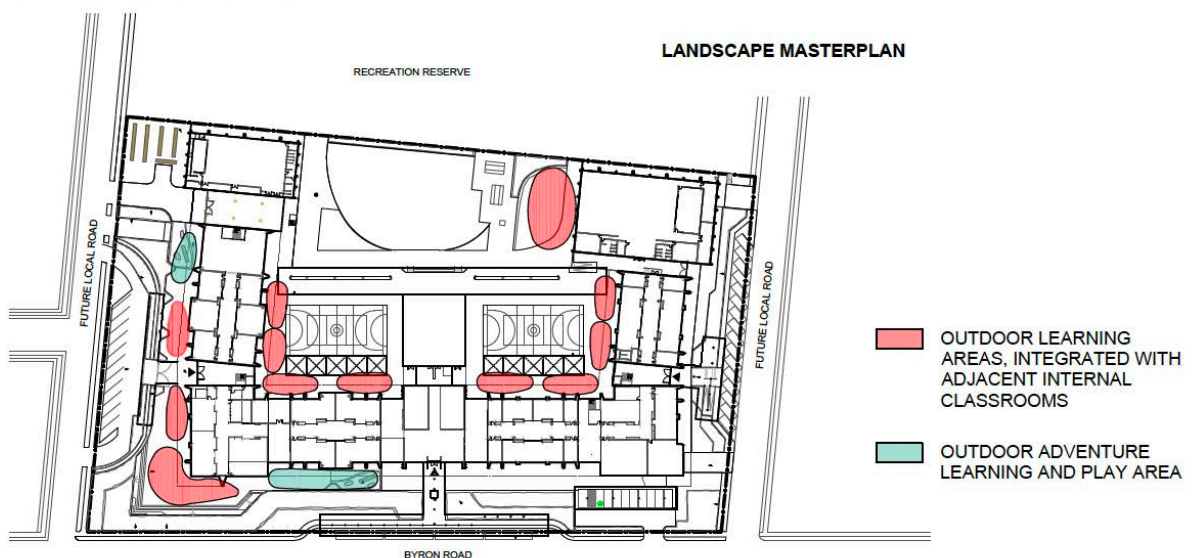 LANDSCAPE MASTERPLAN
RECREATION RESERVE
FUTURE LOCAL ROAD
FUTURE LOCAL ROAD
OUTDOOR LEARNING
AREAS, INTEGRATED WITH
ADJACENT INTERNAL
CLASSROOMS
OUTDOOR ADVENTURE
LEARNING AND PLAY AREA
BYRON ROAD